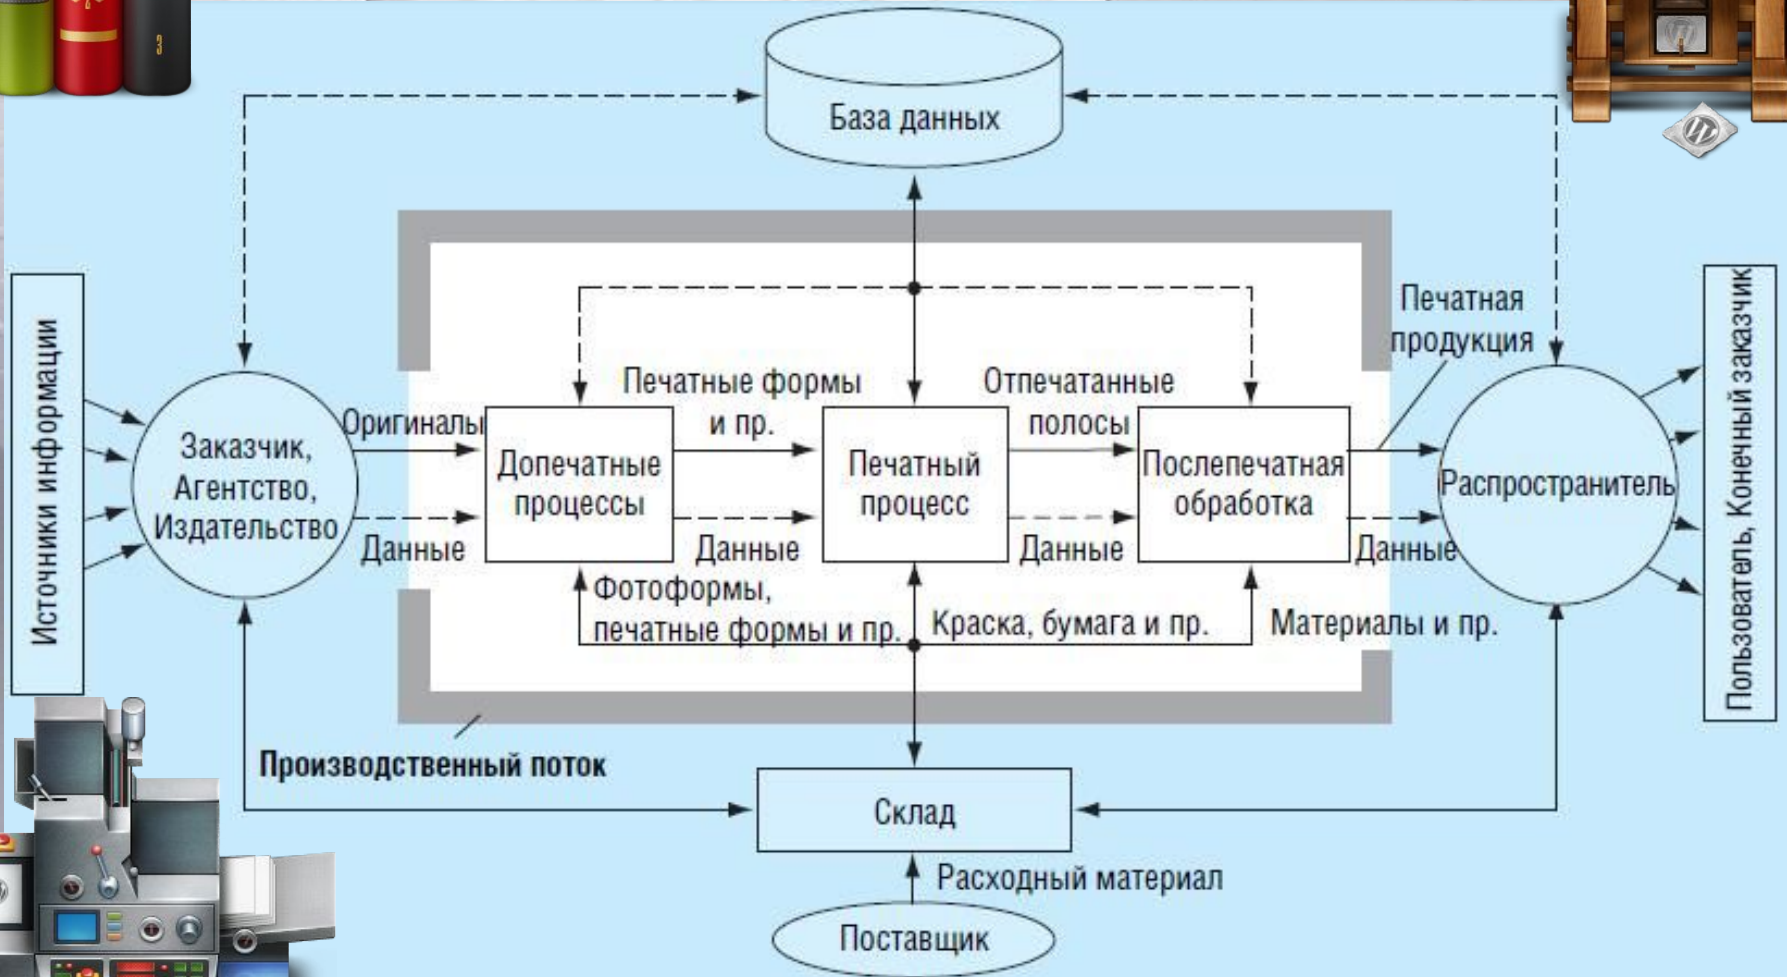 База данных
Источники информации
Заказчик,
Агентство,
Издательство
Оригиналы
Данные
Допечатные
процессы
Печатные формы
и пр.
Данные
Печатный
процесс
Отпечатанные
полосы
Данные
Послепечатная
обработка
Печатная
продукция
Данные
Распространитель
Пользователь, Конечный заказчик
Фотоформы,
печатные формы и пр.
Краска, бумага и пр.
Материалы и пр.
Производственный поток
Склад
Расходный материал
Поставщик